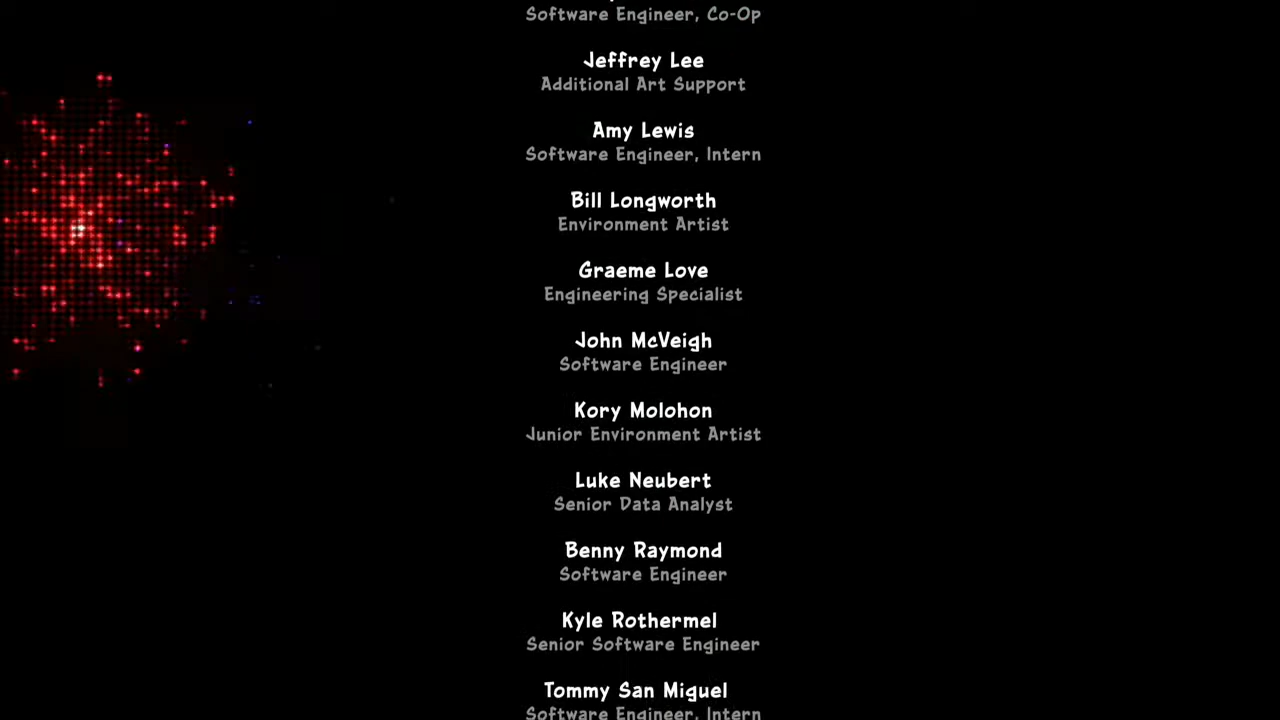 Software Engineer, Co-Op
Jeffrey Lee
Additional Art Support
Amy Lewis
Software Engineer, Intern
Bill Longworth
Environment Artist
Graeme Love
Engineering Specialist
John McVeigh
Software Engineer
Kory Molohon
Junior Environment Artist
Luke Neubert
Senior Data Analyst
Benny Raymond
Software Engineer
Kyle Rothermel
Senior Software Engineer
Tommy San Miguel
Software Engineer, Intern